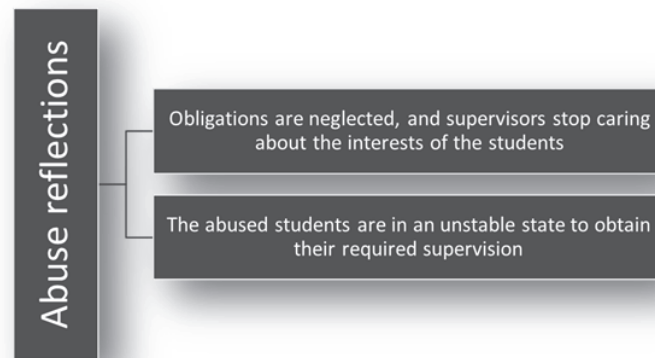 Abuse reflections
Obligations are neglected, and supervisors stop caring
about the interests of the students
The abused students are in an unstable state to obtain
their required supervision